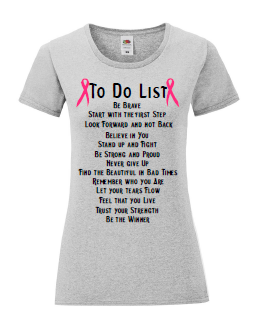 To Do List
Be Brave
Start with the first Step
Look Forward and not Back
Believe in You
Stand up and Fight
Be Strong and Proud
Never give Up
Find the Beautiful in Bad Times
Remember who you Are
Let your tears Flow
Feel that you Live
Trust your Strength
Be the Winner